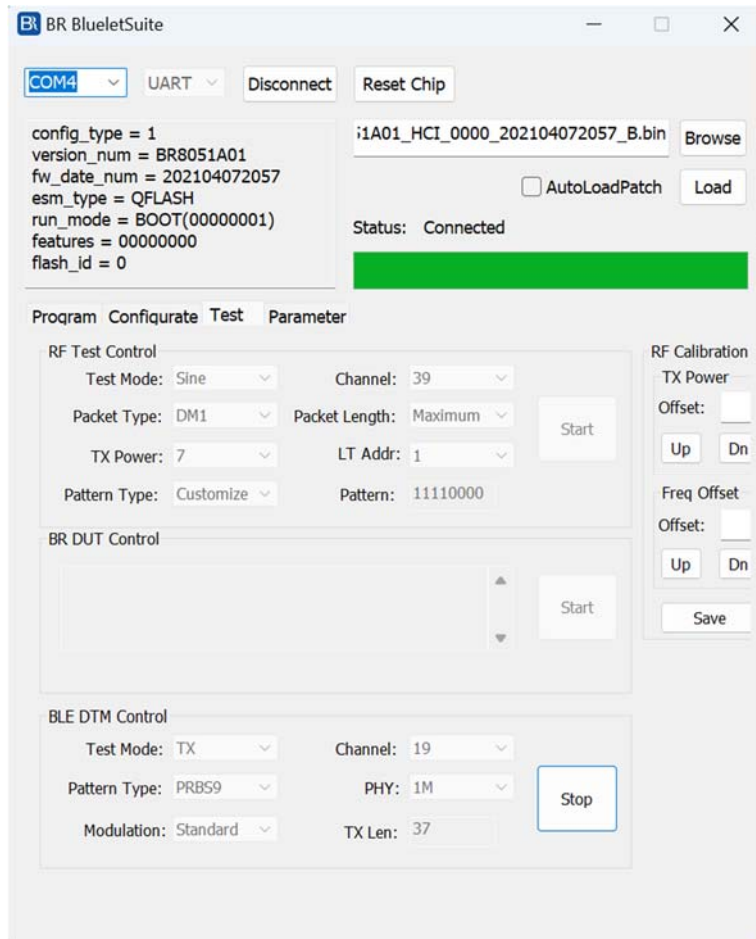 BR BR BlueletSuite
COM4 UART Disconnect Reset Chip
config_type = 1
version_num = BR8051A01
fw_date_num = 202104072057
esm_type = QFLASH
run_mode = BOOT(00000001)
features = 00000000
flash_id = 0
51A01_HCI_0000_202104072057_B.bin Browse
AutoLoadPatch Load
Status: Connected
Program Configurate Test Parameter
RF Test Control
Test Mode: Sine Channel: 39
Packet Type: DM1 Packet Length: Maximum
Start
TX Power: 7 LT Addr: 1
Pattern Type: Customize Pattern: 11110000
RF Calibration
TX Power
Offset:
Up Dn
Freq Offset
Offset:
Up Dn
Save
BR DUT Control
Start
BLE DTM Control
Test Mode: TX Channel: 19
Pattern Type: PRBS9 PHY: 1M
Stop
Modulation: Standard TX Len: 37